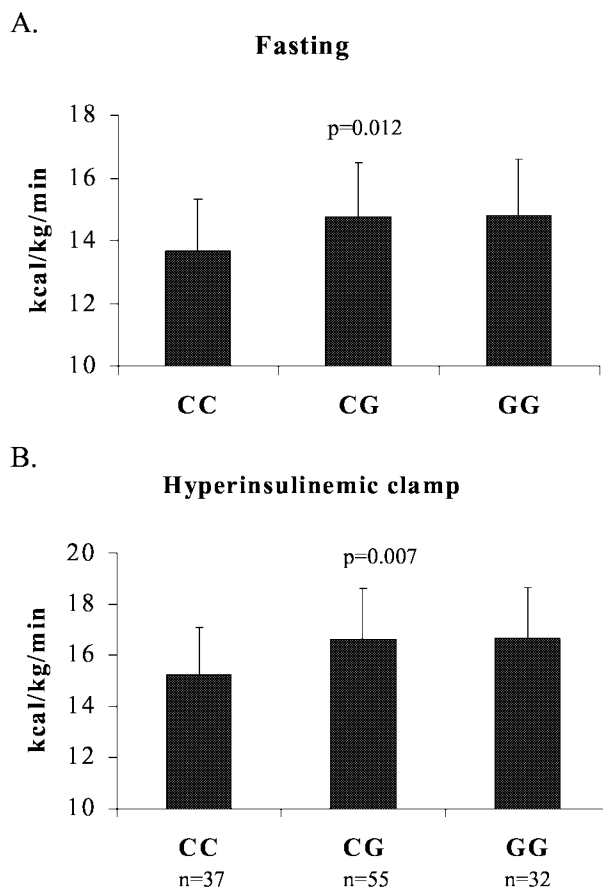 A.
Fasting
kcal/kg/min
18
16
14
12
10
p=0.012
CC CG GG
B.
Hyperinsulinemic clamp
kcal/kg/min
20
18
16
14
12
10
p=0.007
CC CG GG
n=37 n=55 n=32